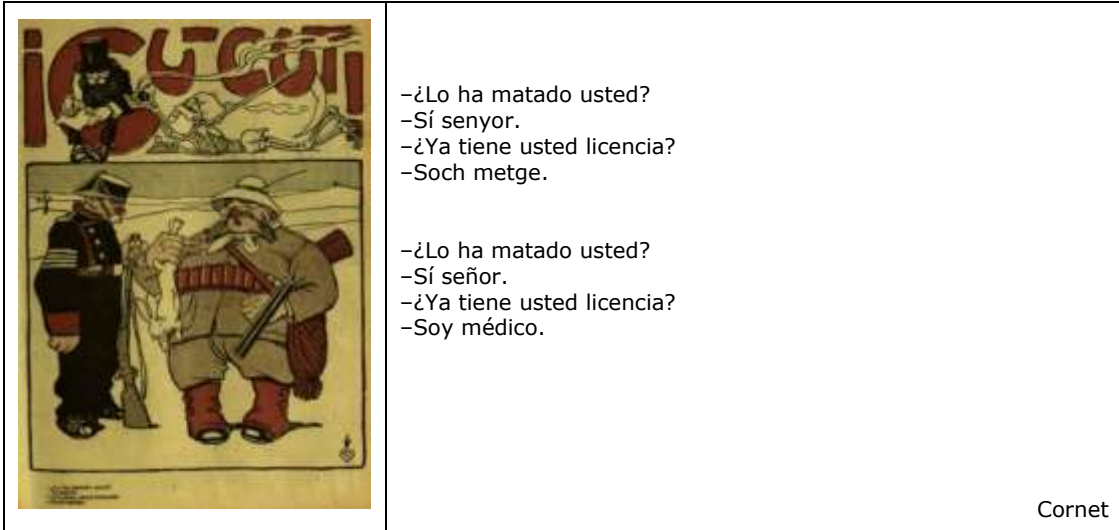 ¡CU-CUT!
–¿Lo ha matado usted?
–Sí senyor.
–¿Ya tiene usted licencia?
–Soch metge.
–¿Lo ha matado usted?
–Sí señor.
–¿Ya tiene usted licencia?
–Soy médico.
Cornet